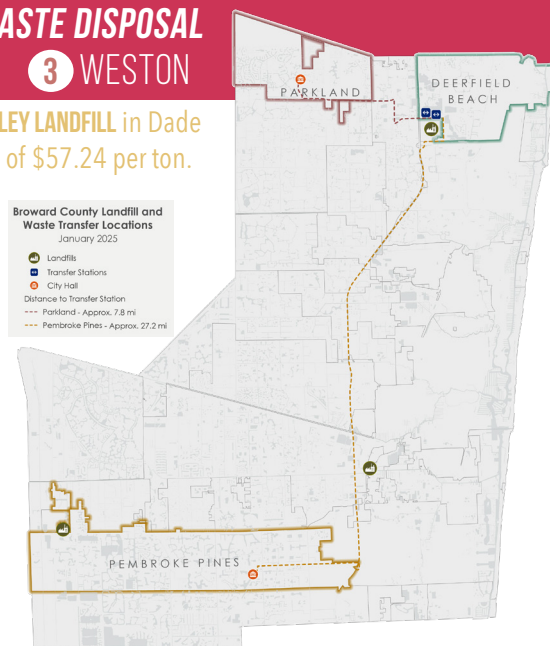 ASTE DISPOSAL
3 WESTON
LEY LANDFILL in Dade
of $57.24 per ton.
Broward County Landfill and
Waste Transfer Locations
January 2025
Landfills
Transfer Stations
City Hall
Distance to Transfer Station
Parkland - Approx. 7.8 mi
Pembroke Pines - Approx. 27.2 mi
PARKLAND
DEERFIELD
BEACH
PEMBROKE PINES